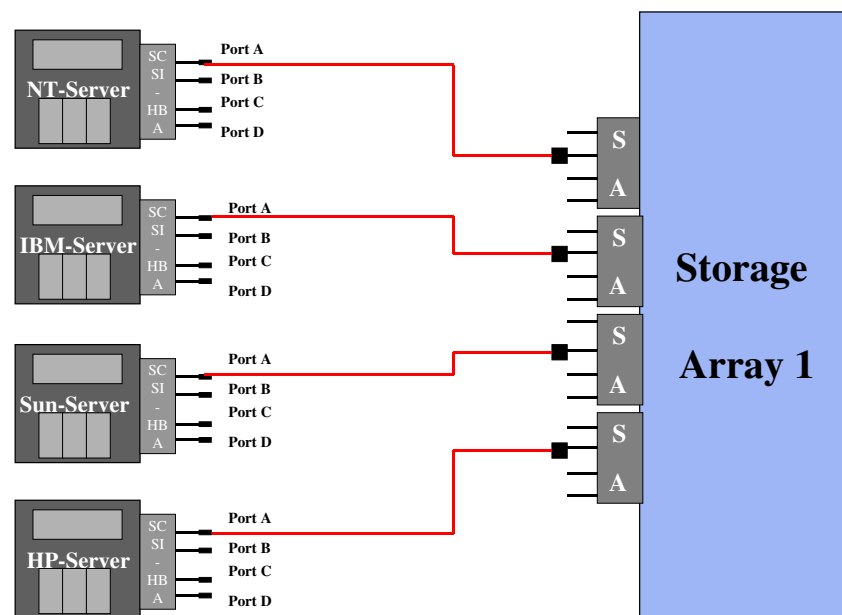 NT-Server
SC
SI
-
HB
A
Port A
Port B
Port C
Port D
IBM-Server
SC
SI
-
HB
A
Port A
Port B
Port C
Port D
Sun-Server
SC
SI
-
HB
A
Port A
Port B
Port C
Port D
HP-Server
SC
SI
-
HB
A
Port A
Port B
Port C
Port D
S
A
S
A
S
A
S
A
Storage
Array 1